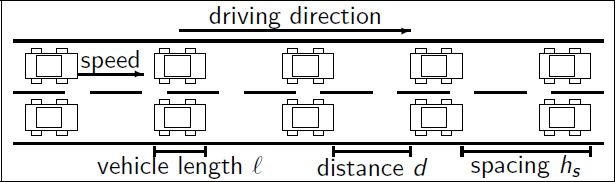 driving direction
speed
vehicle length ℓ
distance d
spacing hₛ